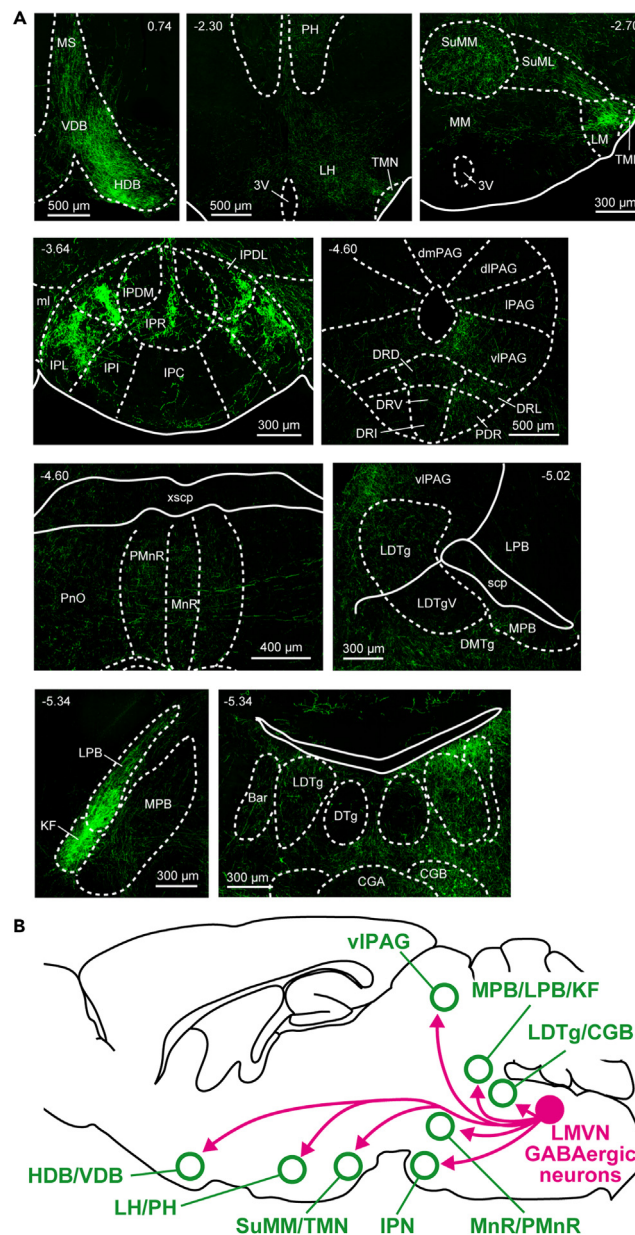 A
MS
0.74
VDB
HDB
500 µm
-2.30
PH
LH
TMN
3V
500 µm
-2.70
SuMM
SuML
MM
LM
3V
300 µm
-3.64
IPDL
ml
IPDM
IPR
IPL
IPI
IPC
300 µm
-4.60
dmPAG
dlPAG
lPAG
vlPAG
DRD
DRV
DRI
DRL
PDR
500 µm
-4.60
xscp
PMnR
PnO
MnR
400 µm
vlPAG
-5.02
LDTg
LPB
scp
LDTgV
MPB
DMTg
300 µm
-5.34
LPB
MPB
KF
300 µm
-5.34
LDTg
Bar
DTg
CGB
CGA
300 µm
B
vlPAG
MPB/LPB/KF
LDTg/CGB
LMVN
GABAergic
neurons
HDB/VDB
LH/PH
SuMM/TMN
IPN
MnR/PMnR